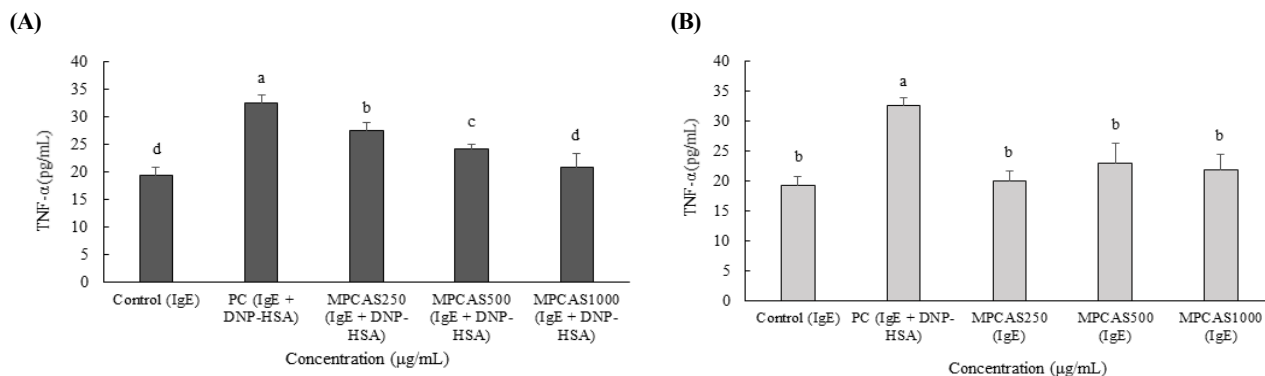 (A)
40
35
30
25
20
15
10
5
0
TNF-α(pg/mL)
d
a
b
c
d
Control (IgE)
PC (IgE +
DNP-HSA)
MPCAS250
(IgE + DNP-
HSA)
MPCAS500
(IgE + DNP-
HSA)
MPCAS1000
(IgE + DNP-
HSA)
Concentration (µg/mL)
(B)
40
35
30
25
20
15
10
5
0
TNF-α(pg/mL)
b
a
b
b
b
Control (IgE)
PC (IgE + DNP-
HSA)
MPCAS250
(IgE)
MPCAS500
(IgE)
MPCAS1000
(IgE)
Concentration (µg/mL)